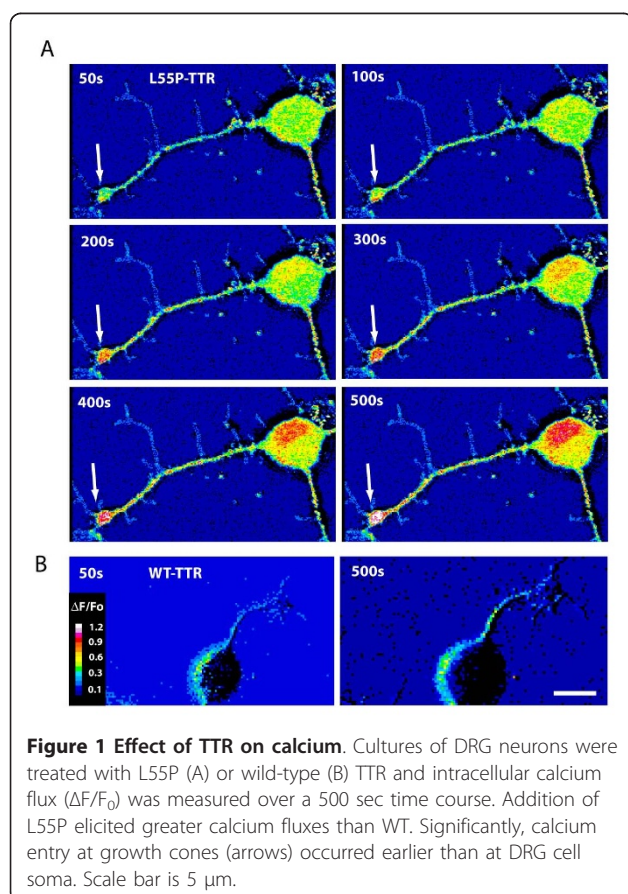 A
50s L55P-TTR
100s
200s
300s
400s
500s
B
50s WT-TTR
500s
ΔF/Fo
1.2
0.9
0.6
0.3
0.1
Figure 1 Effect of TTR on calcium. Cultures of DRG neurons were
treated with L55P (A) or wild-type (B) TTR and intracellular calcium
flux (ΔF/F₀) was measured over a 500 sec time course. Addition of
L55P elicited greater calcium fluxes than WT. Significantly, calcium
entry at growth cones (arrows) occurred earlier than at DRG cell
soma. Scale bar is 5 μm.